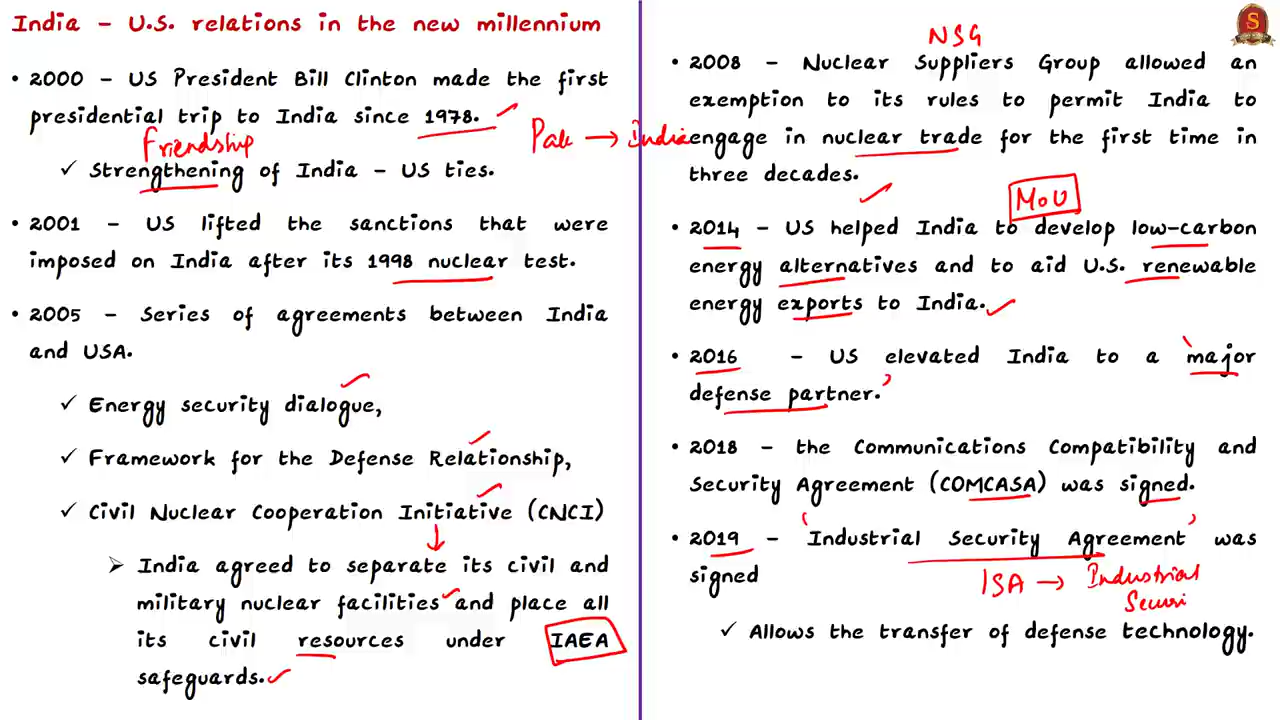 India – U.S. relations in the new millennium
• 2000 – US President Bill Clinton made the first
presidential trip to India since 1978.
Friendship
✓ Strengthening of India – US ties.
• 2001 – US lifted the sanctions that were
imposed on India after its 1998 nuclear test.
• 2005 – Series of agreements between India
and USA.
✓ Energy security dialogue,
✓ Framework for the Defense Relationship,
✓ Civil Nuclear Cooperation Initiative (CNCI)
➢ India agreed to separate its civil and
military nuclear facilities and place all
its civil resources under IAEA
safeguards.
NSG
• 2008 – Nuclear Suppliers Group allowed an
exemption to its rules to permit India to
Pak → India
engage in nuclear trade for the first time in
three decades.
MoU
• 2014 – US helped India to develop low-carbon
energy alternatives and to aid U.S. renewable
energy exports to India.
• 2016 – US elevated India to a 'major
defense partner.'
• 2018 – the Communications Compatibility and
Security Agreement (COMCASA) was signed.
• 2019 – 'Industrial Security Agreement' was
signed
ISA → Industrial
Securi
✓ Allows the transfer of defense technology.
S